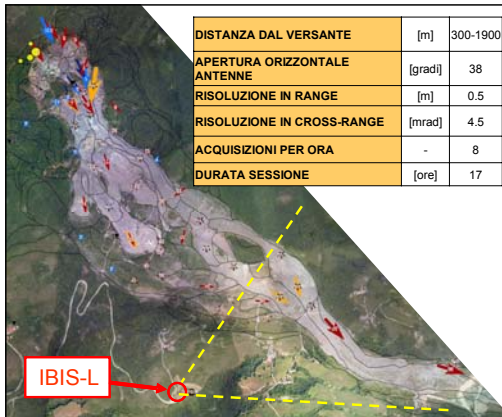 DISTANZA DAL VERSANTE [m] 300-1900
APERTURA ORIZZONTALE
ANTENNE [gradi] 38
RISOLUZIONE IN RANGE [m] 0.5
RISOLUZIONE IN CROSS-RANGE [mrad] 4.5
ACQUISIZIONI PER ORA - 8
DURATA SESSIONE [ore] 17
IBIS-L